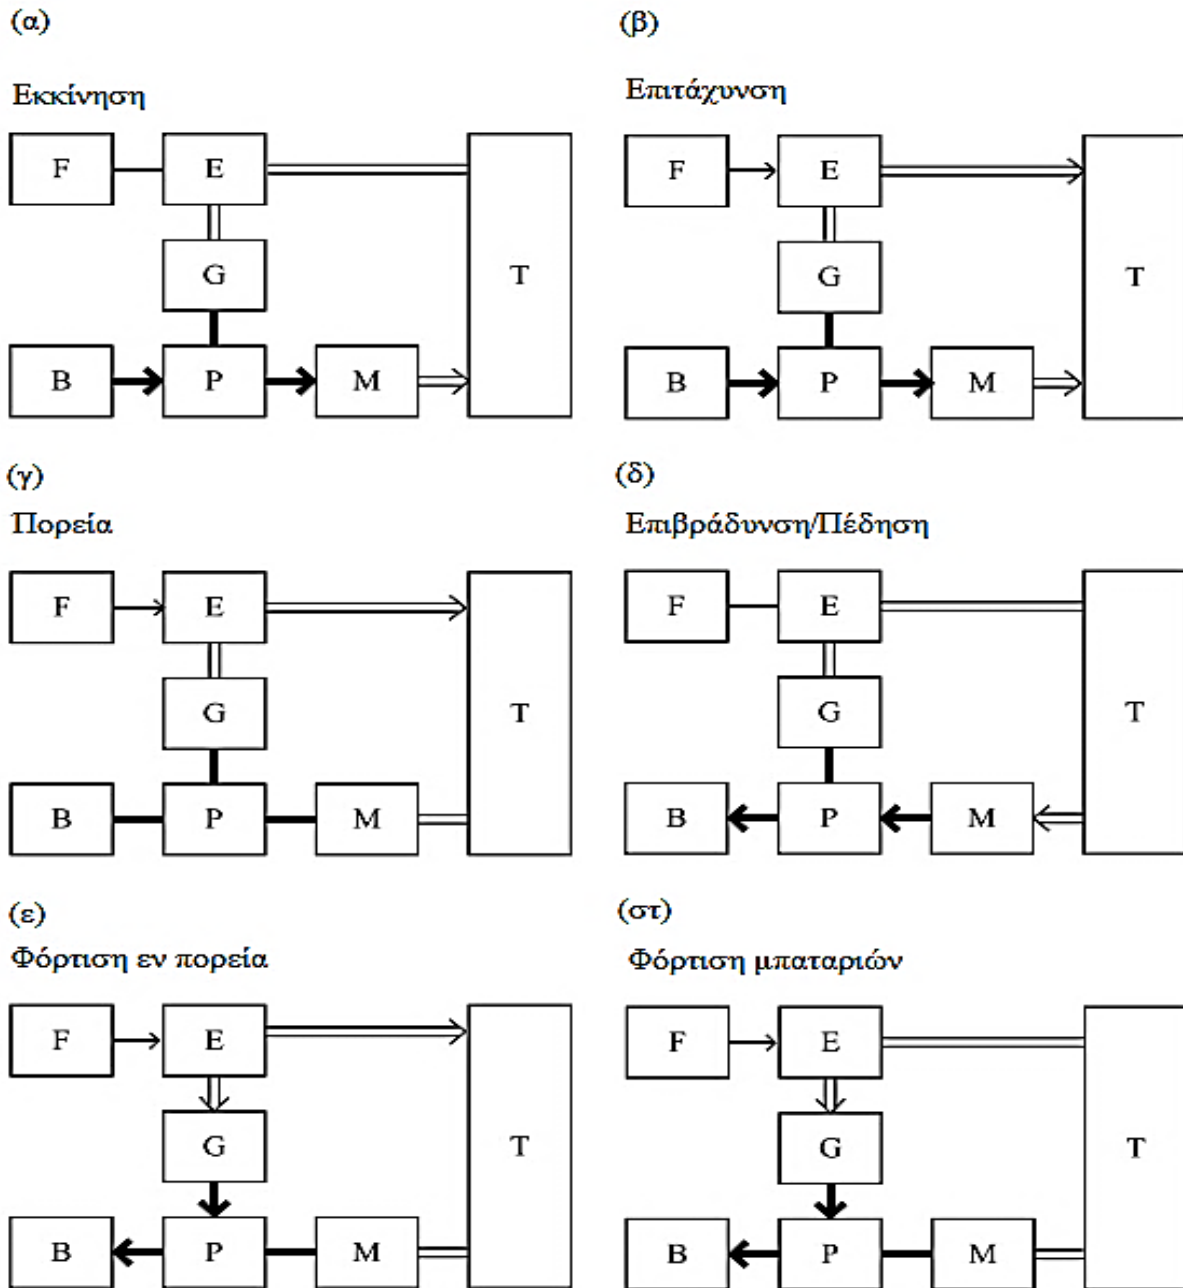 (α)
Εκκίνηση
F
E
G
T
B
P
M
(β)
Επιτάχυνση
F
E
G
T
B
P
M
(γ)
Πορεία
F
E
G
T
B
P
M
(δ)
Επιβράδυνση/Πέδηση
F
E
G
T
B
P
M
(ε)
Φόρτιση εν πορεία
F
E
G
T
B
P
M
(στ)
Φόρτιση μπαταριών
F
E
G
T
B
P
M